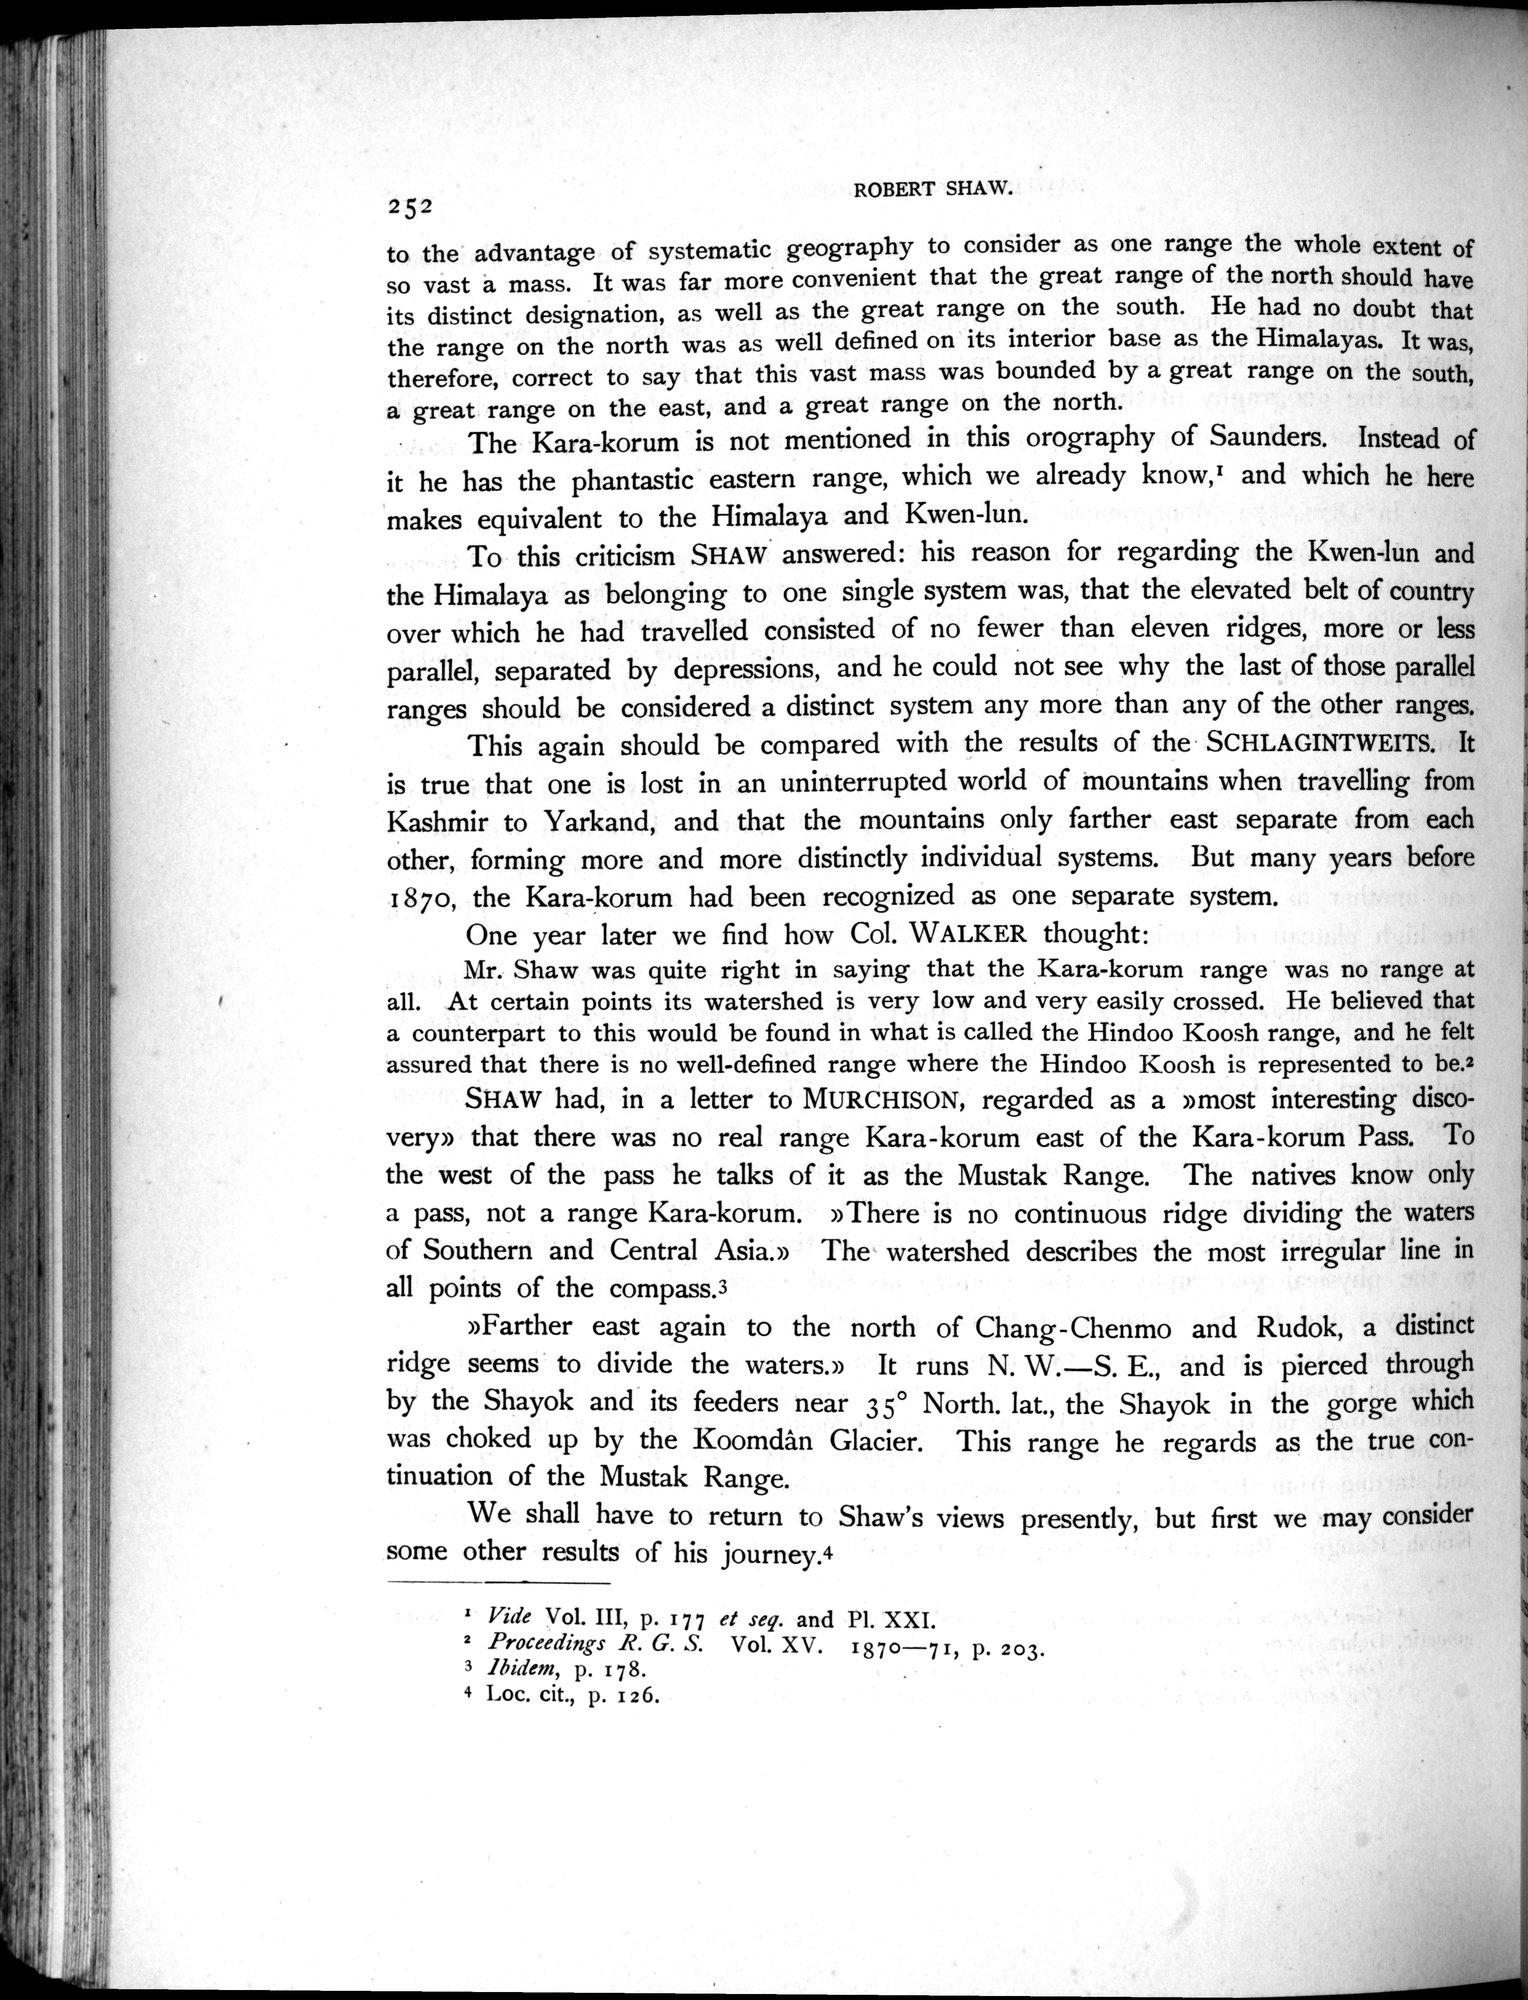 252
ROBERT SHAW.
to the advantage of systematic geography to consider as one range the whole extent of
so vast a mass. It was far more convenient that the great range of the north should have
its distinct designation, as well as the great range on the south. He had no doubt that
the range on the north was as well defined on its interior base as the Himalayas. It was,
therefore, correct to say that this vast mass was bounded by a great range on the south,
a great range on the east, and a great range on the north.
The Kara-korum is not mentioned in this orography of Saunders. Instead of
it he has the phantastic eastern range, which we already know,¹ and which he here
makes equivalent to the Himalaya and Kwen-lun.
To this criticism SHAW answered: his reason for regarding the Kwen-lun and
the Himalaya as belonging to one single system was, that the elevated belt of country
over which he had travelled consisted of no fewer than eleven ridges, more or less
parallel, separated by depressions, and he could not see why the last of those parallel
ranges should be considered a distinct system any more than any of the other ranges.
This again should be compared with the results of the SCHLAGINTWEITS. It
is true that one is lost in an uninterrupted world of mountains when travelling from
Kashmir to Yarkand, and that the mountains only farther east separate from each
other, forming more and more distinctly individual systems. But many years before
1870, the Kara-korum had been recognized as one separate system.
One year later we find how Col. WALKER thought:
Mr. Shaw was quite right in saying that the Kara-korum range was no range at
all. At certain points its watershed is very low and very easily crossed. He believed that
a counterpart to this would be found in what is called the Hindoo Koosh range, and he felt
assured that there is no well-defined range where the Hindoo Koosh is represented to be.²
SHAW had, in a letter to MURCHISON, regarded as a »most interesting disco-
very» that there was no real range Kara-korum east of the Kara-korum Pass. To
the west of the pass he talks of it as the Mustak Range. The natives know only
a pass, not a range Kara-korum. »There is no continuous ridge dividing the waters
of Southern and Central Asia.» The watershed describes the most irregular line in
all points of the compass.³
»Farther east again to the north of Chang-Chenmo and Rudok, a distinct
ridge seems to divide the waters.» It runs N. W.—S. E., and is pierced through
by the Shayok and its feeders near 35° North. lat., the Shayok in the gorge which
was choked up by the Koomdân Glacier. This range he regards as the true con-
tinuation of the Mustak Range.
We shall have to return to Shaw's views presently, but first we may consider
some other results of his journey.⁴
¹ Vide Vol. III, p. 177 et seq. and Pl. XXI.
² Proceedings R. G. S. Vol. XV. 1870—71, p. 203.
³ Ibidem, p. 178.
⁴ Loc. cit., p. 126.